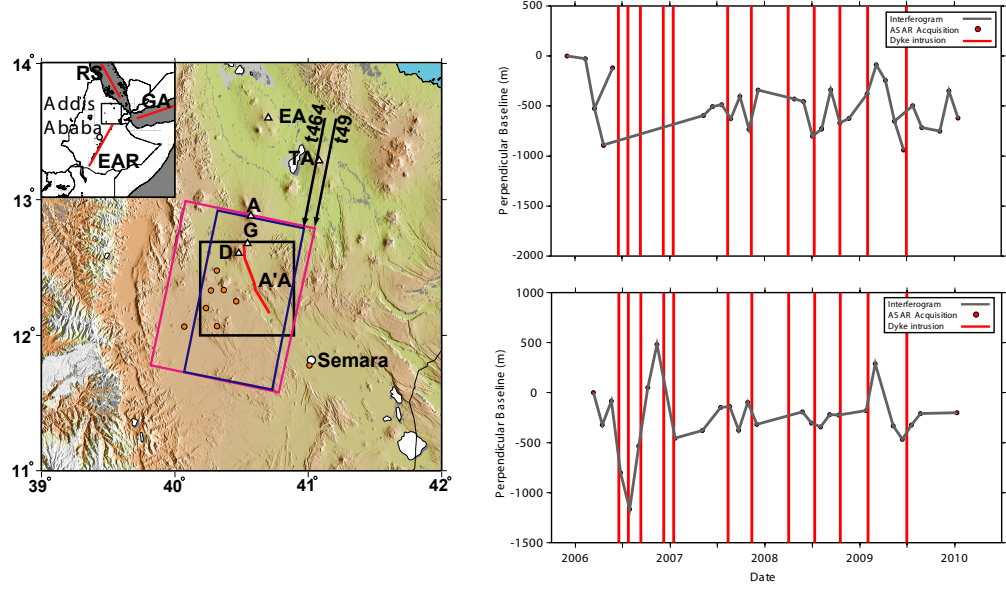 14°
13°
12°
11°
39°
40°
41°
42°
RS
GA
Addis
Ababa
EAR
EA
t464
t49
TA
A
G
D
A'A
Semara
500
0
-500
-1000
-1500
-2000
Perpendicular Baseline (m)
Interferogram
ASAR Acquisition
Dyke intrusion
1000
500
0
-500
-1000
-1500
Perpendicular Baseline (m)
Interferogram
ASAR Acquisition
Dyke intrusion
2006
2007
2008
2009
2010
Date